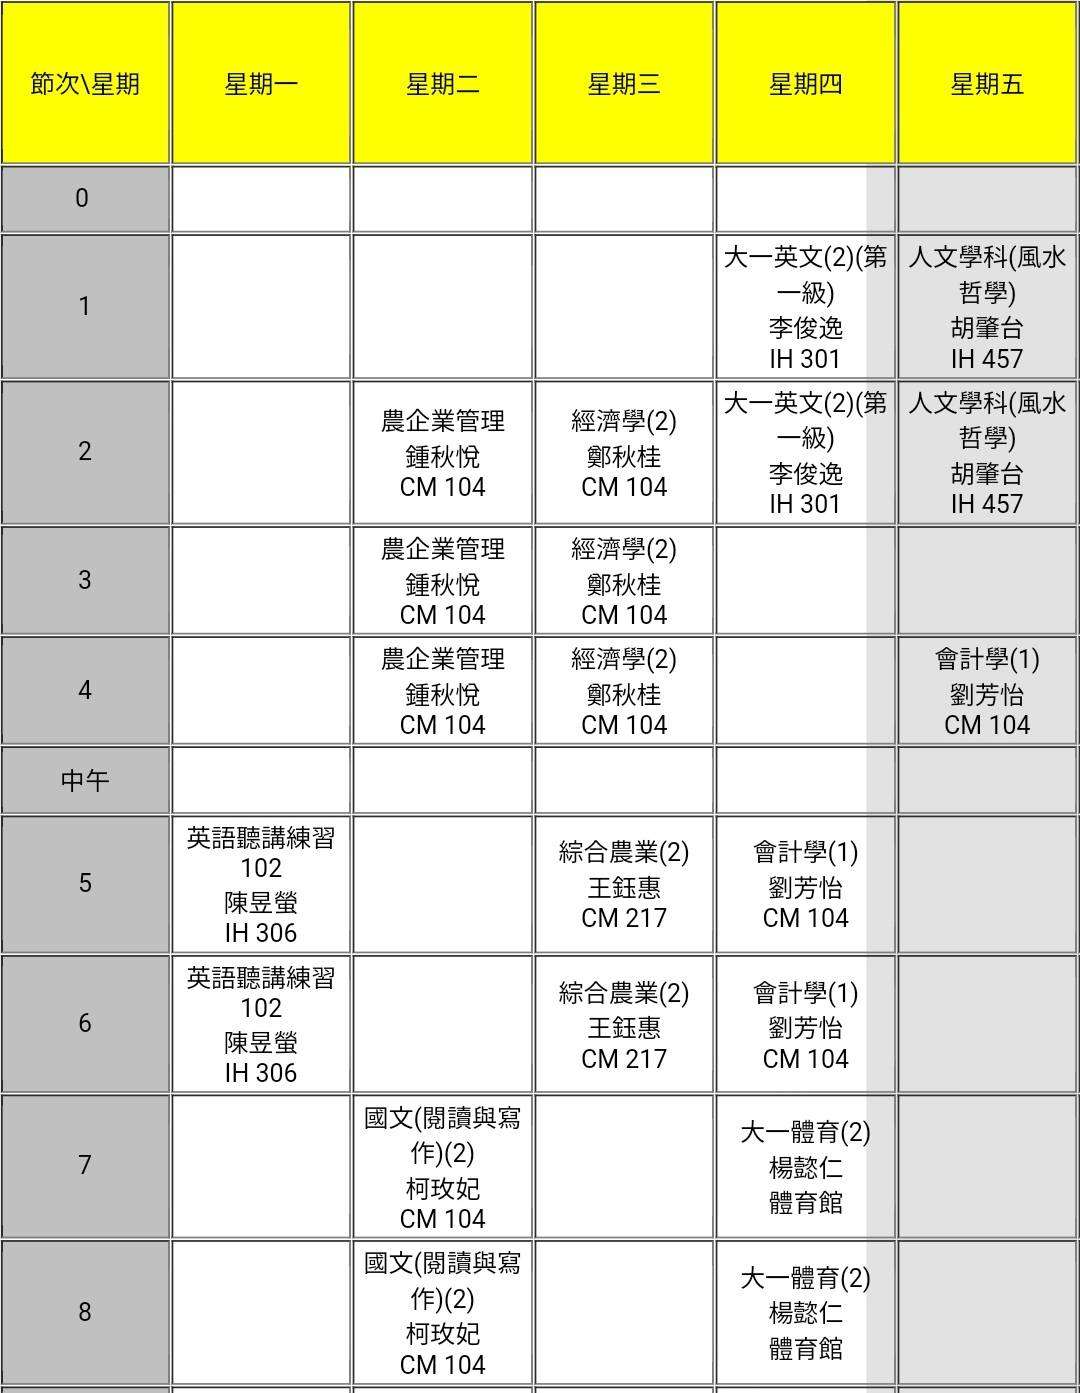 節次\星期 星期一 星期二 星期三 星期四 星期五
0
1
大一英文(2)(第
一級)
李俊逸
IH 301
人文學科(風水
哲學)
胡肇台
IH 457
2
農企業管理
鍾秋悅
CM 104
經濟學(2)
鄭秋桂
CM 104
大一英文(2)(第
一級)
李俊逸
IH 301
人文學科(風水
哲學)
胡肇台
IH 457
3
農企業管理
鍾秋悅
CM 104
經濟學(2)
鄭秋桂
CM 104
4
農企業管理
鍾秋悅
CM 104
經濟學(2)
鄭秋桂
CM 104
會計學(1)
劉芳怡
CM 104
中午
5
英語聽講練習
102
陳昱螢
IH 306
綜合農業(2)
王鈺惠
CM 217
會計學(1)
劉芳怡
CM 104
6
英語聽講練習
102
陳昱螢
IH 306
綜合農業(2)
王鈺惠
CM 217
會計學(1)
劉芳怡
CM 104
7
國文(閱讀與寫
作)(2)
柯玫妃
CM 104
大一體育(2)
楊懿仁
體育館
8
國文(閱讀與寫
作)(2)
柯玫妃
CM 104
大一體育(2)
楊懿仁
體育館